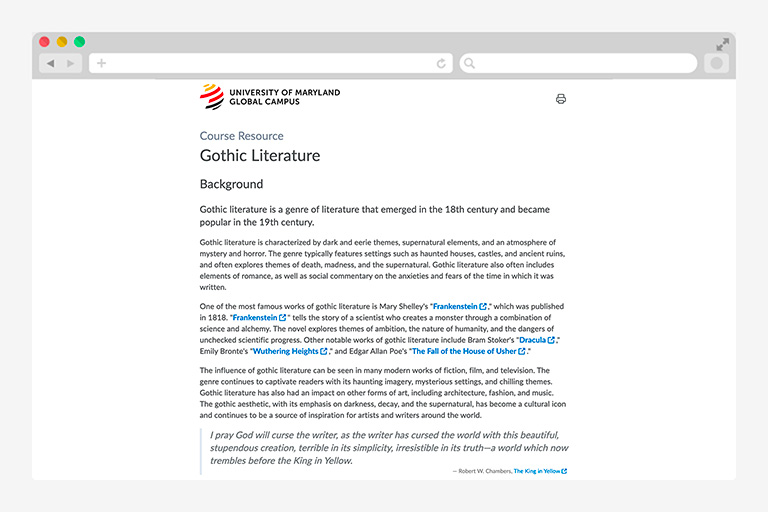 UNIVERSITY OF MARYLAND
GLOBAL CAMPUS
Course Resource
Gothic Literature
Background
Gothic literature is a genre of literature that emerged in the 18th century and became
popular in the 19th century.
Gothic literature is characterized by dark and eerie themes, supernatural elements, and an atmosphere of
mystery and horror. The genre typically features settings such as haunted houses, castles, and ancient ruins,
and often explores themes of death, madness, and the supernatural. Gothic literature also often includes
elements of romance, as well as social commentary on the anxieties and fears of the time in which it was
written.
One of the most famous works of gothic literature is Mary Shelley's "Frankenstein," which was published
in 1818. "Frankenstein" tells the story of a scientist who creates a monster through a combination of
science and alchemy. The novel explores themes of ambition, the nature of humanity, and the dangers of
unchecked scientific progress. Other notable works of gothic literature include Bram Stoker's "Dracula,"
Emily Bronte's "Wuthering Heights," and Edgar Allan Poe's "The Fall of the House of Usher."
The influence of gothic literature can be seen in many modern works of fiction, film, and television. The
genre continues to captivate readers with its haunting imagery, mysterious settings, and chilling themes.
Gothic literature has also had an impact on other forms of art, including architecture, fashion, and music.
The gothic aesthetic, with its emphasis on darkness, decay, and the supernatural, has become a cultural icon
and continues to be a source of inspiration for artists and writers around the world.
I pray God will curse the writer, as the writer has cursed the world with this beautiful,
stupendous creation, terrible in its simplicity, irresistible in its truth—a world which now
trembles before the King in Yellow.
— Robert W. Chambers, The King in Yellow